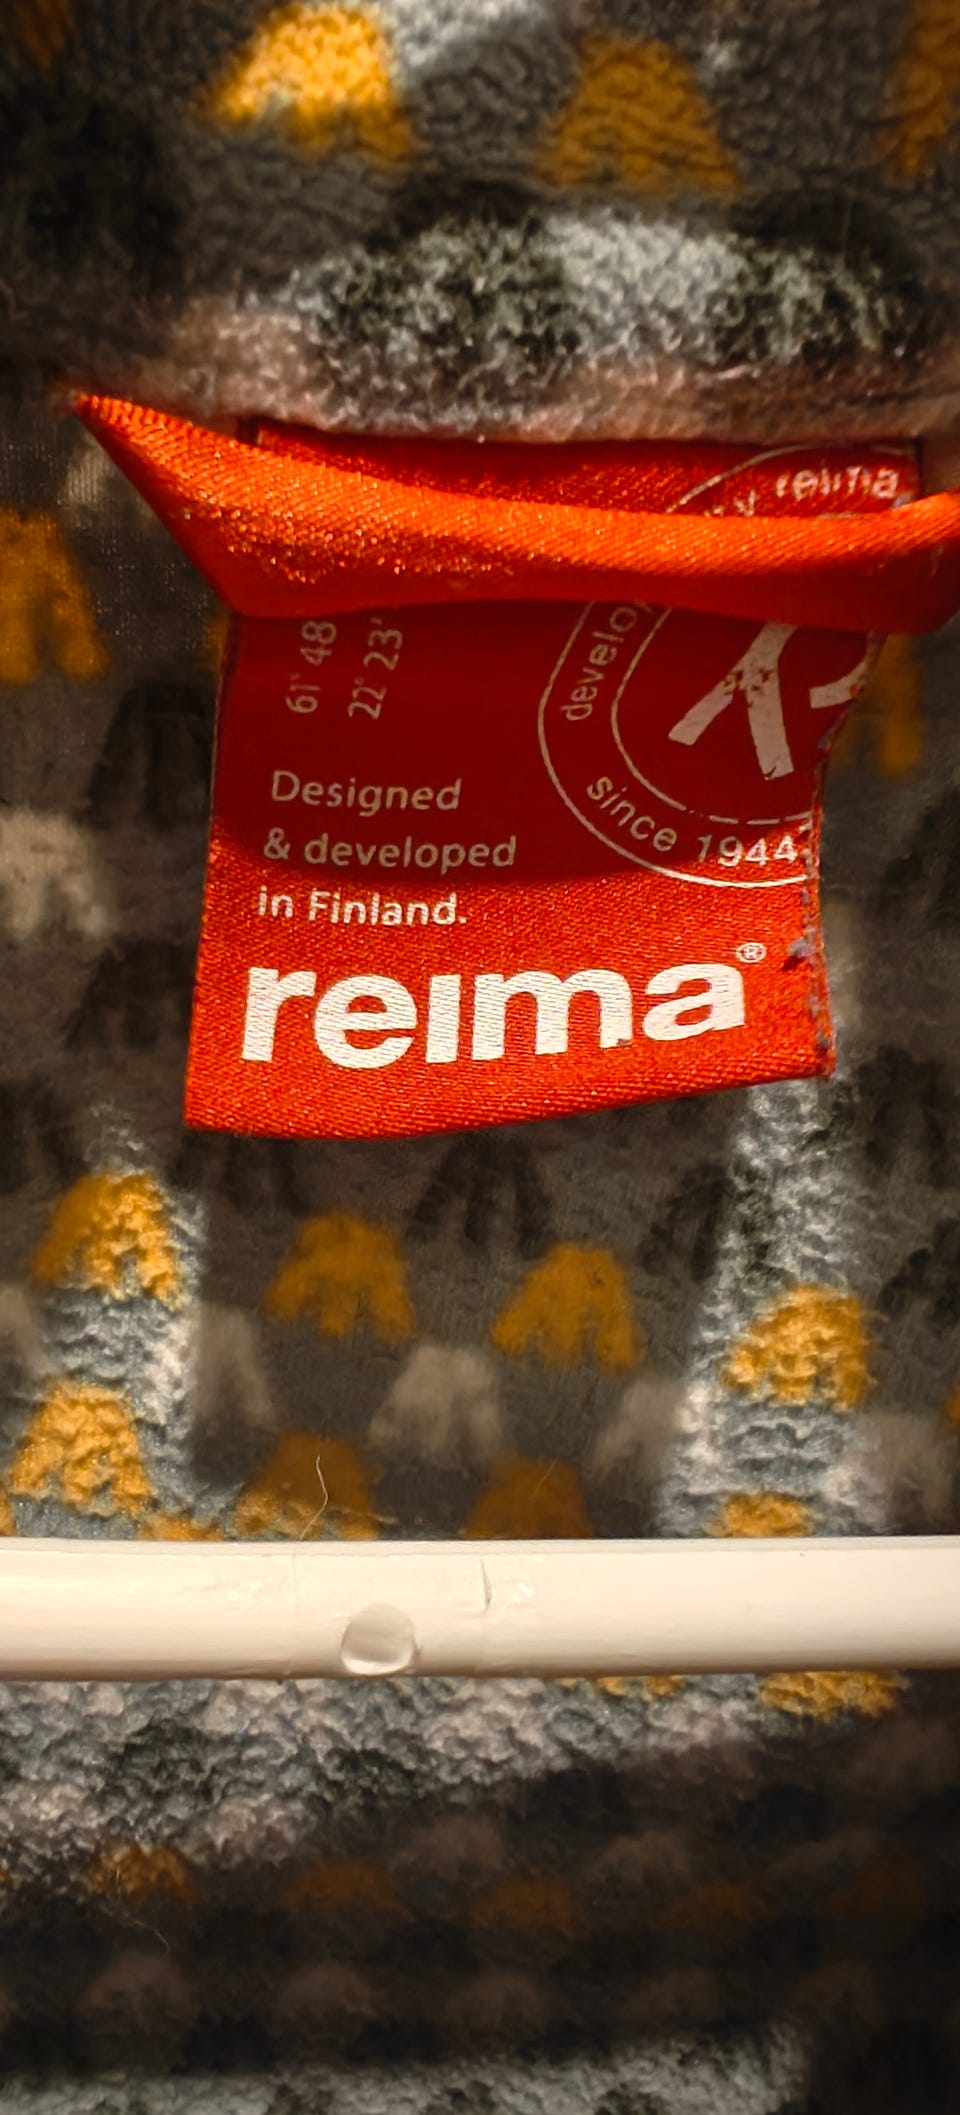 reima
61° 48'
22° 23'
since 1944
Designed
& developed
in Finland.
reima®